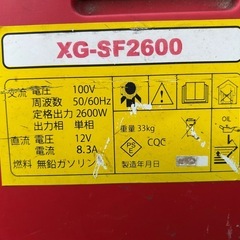 XG-SF2600
交流 電圧 100V
周波数 50/60Hz
定格出力 2600W
出力相 単相
直流 電圧 12V
電流 8.3A
燃料 無鉛ガソリン
重量 33kg
PSE CQC
製造年月日
OIL